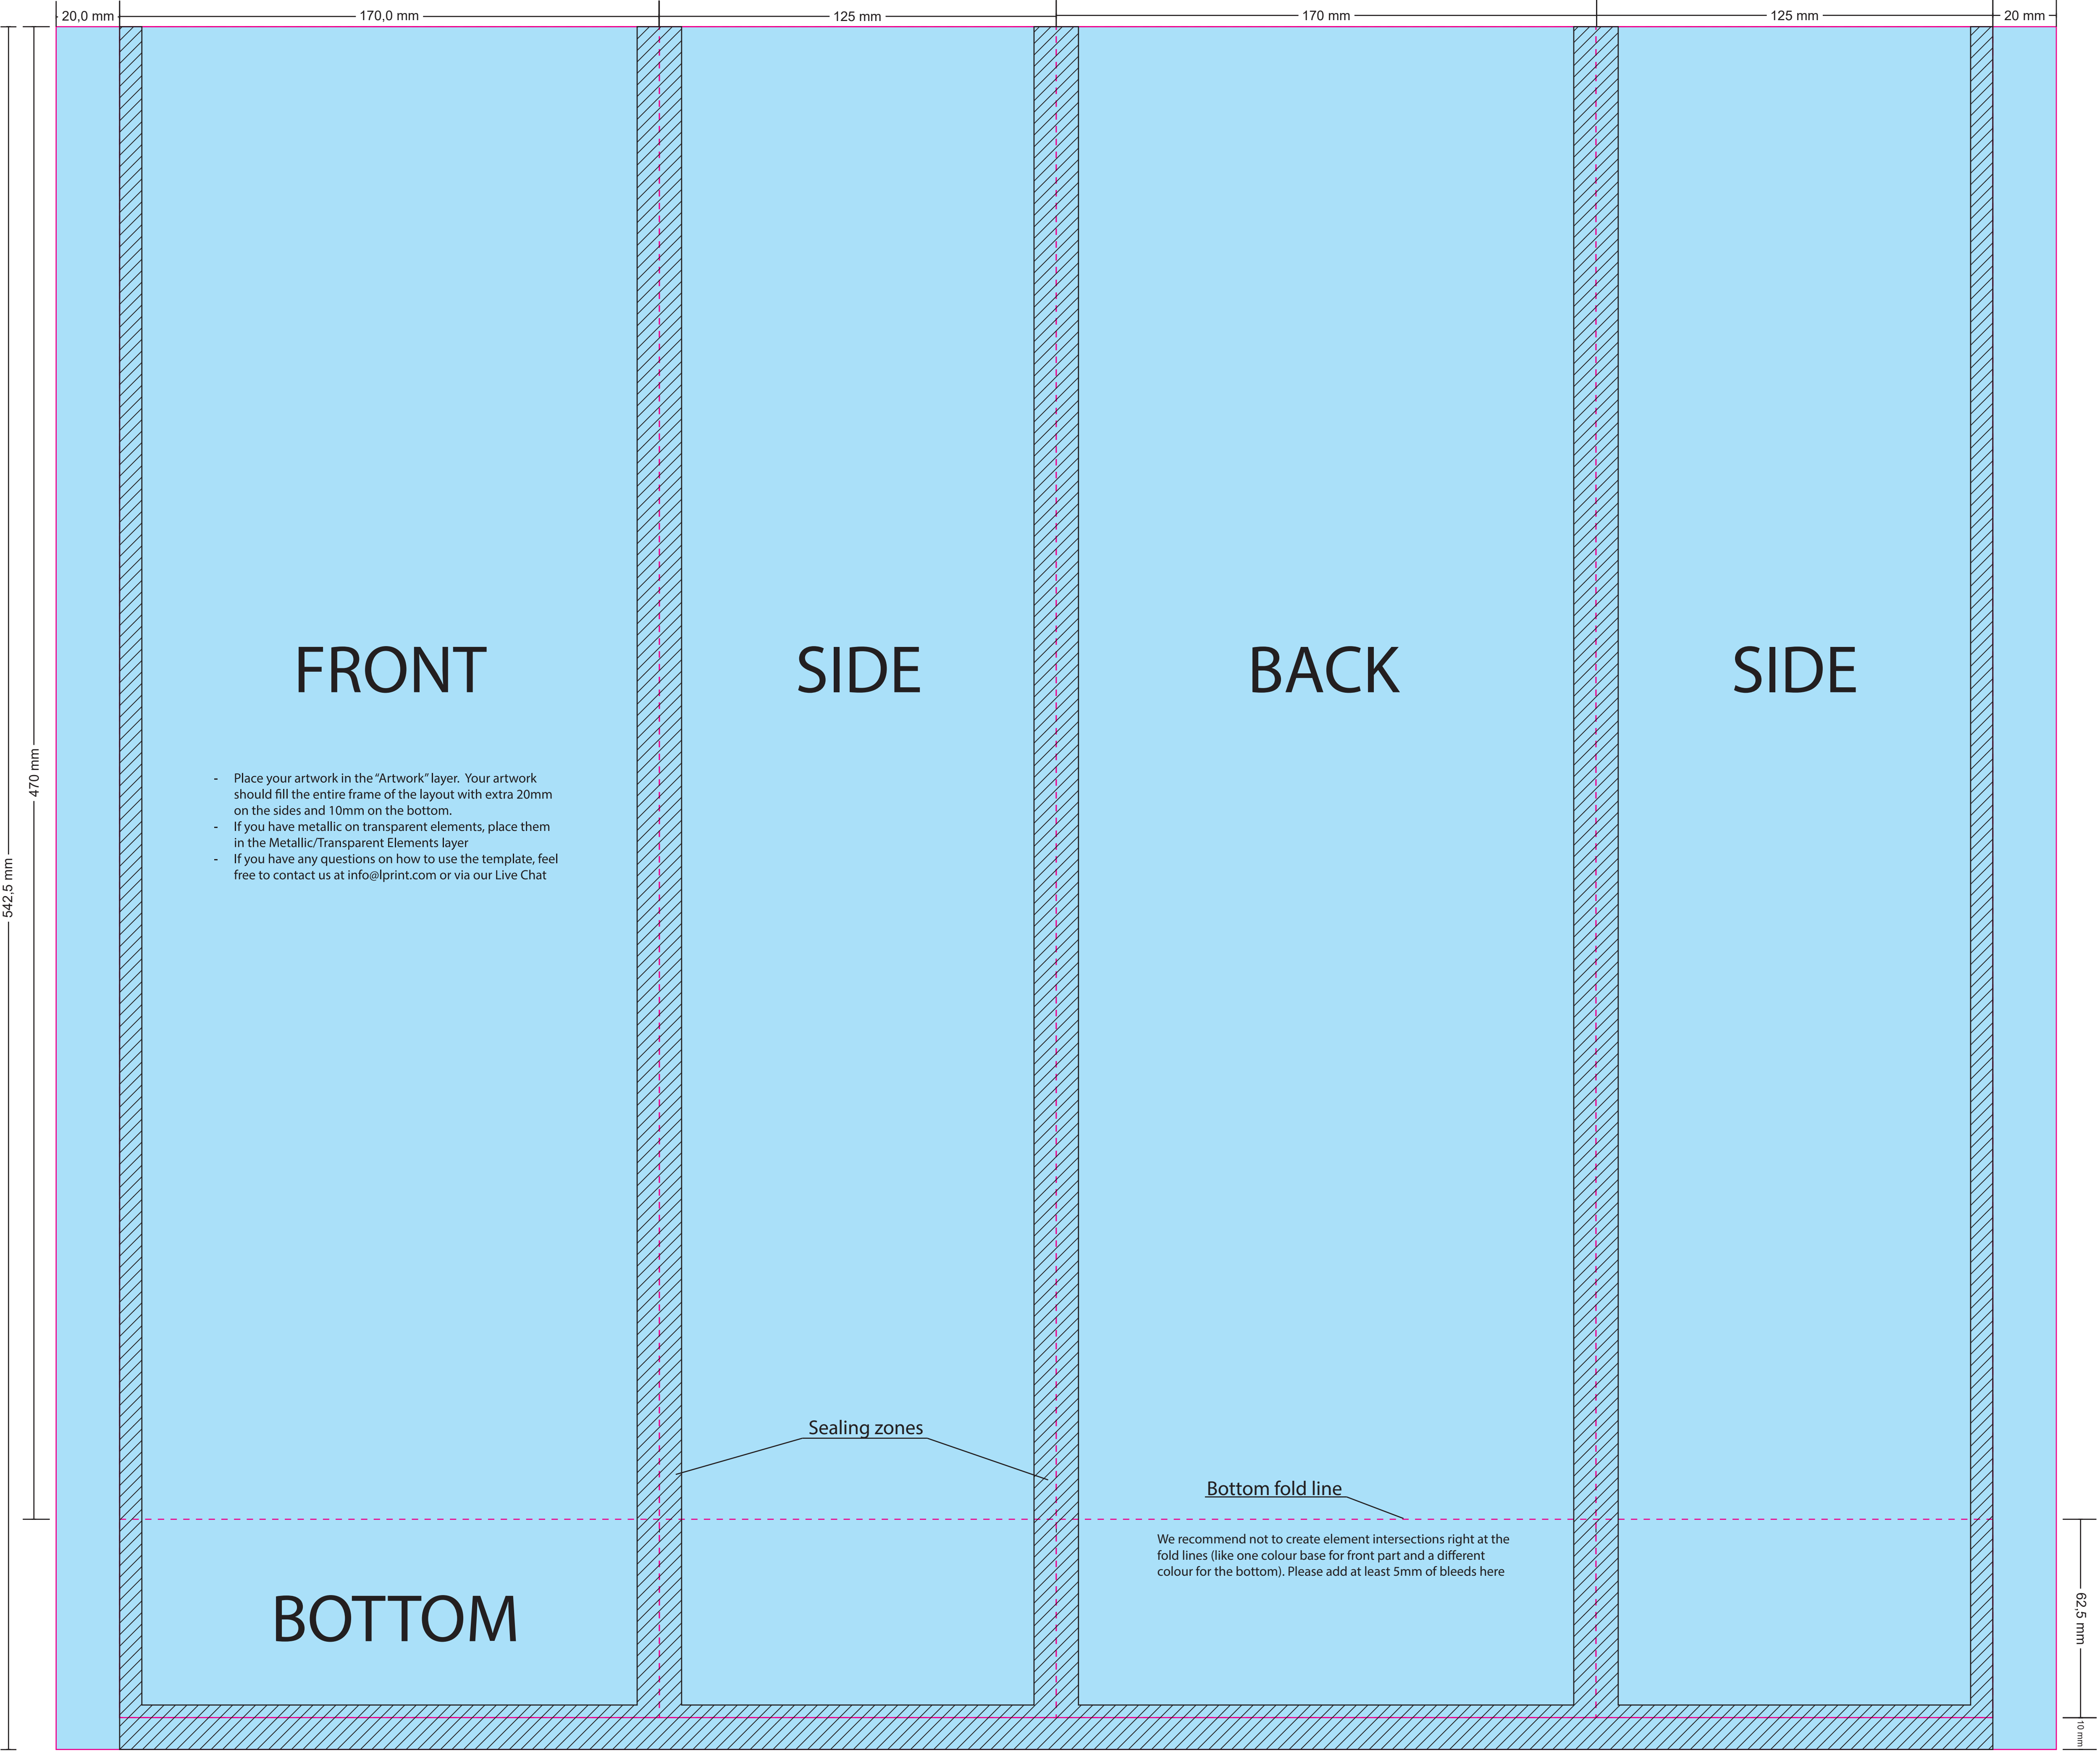 20,0 mm
170,0 mm
125 mm
170 mm
125 mm
20 mm
FRONT
SIDE
BACK
SIDE
- Place your artwork in the “Artwork” layer. Your artwork
should fill the entire frame of the layout with extra 20mm
on the sides and 10mm on the bottom.
- If you have metallic on transparent elements, place them
in the Metallic/Transparent Elements layer
- If you have any questions on how to use the template, feel
free to contact us at info@lprint.com or via our Live Chat
470 mm
542,5 mm
Sealing zones
Bottom fold line
We recommend not to create element intersections right at the
fold lines (like one colour base for front part and a different
colour for the bottom). Please add at least 5mm of bleeds here
BOTTOM
62,5 mm
10 mm